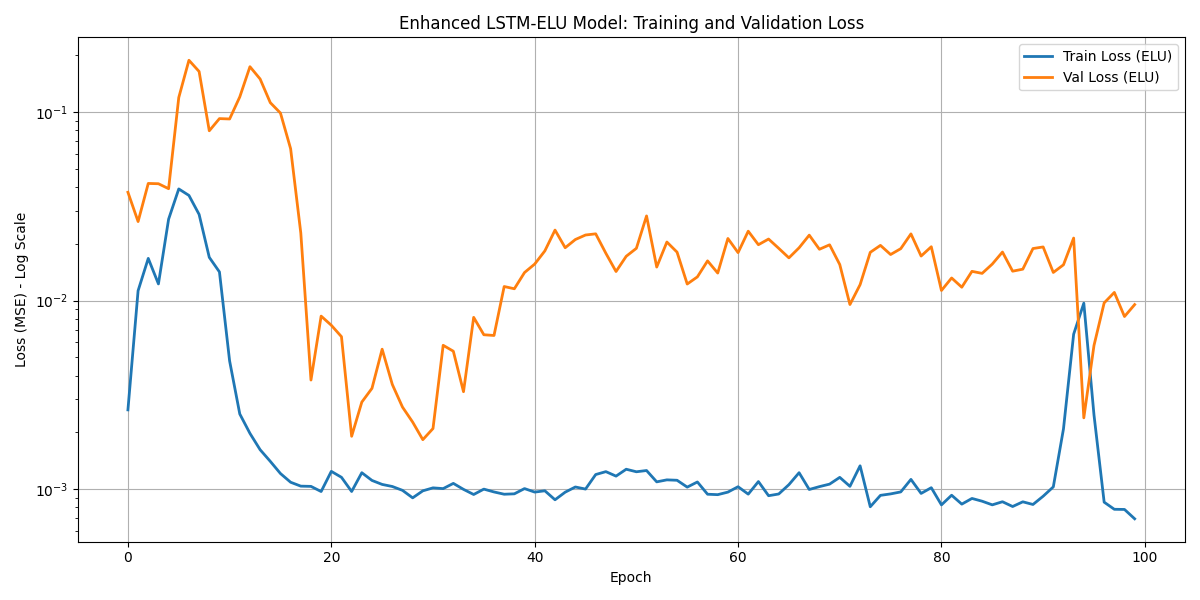 Enhanced LSTM-ELU Model: Training and Validation Loss
Train Loss (ELU)
Val Loss (ELU)
10⁻¹
10⁻²
10⁻³
Loss (MSE) - Log Scale
0 20 40 60 80 100
Epoch